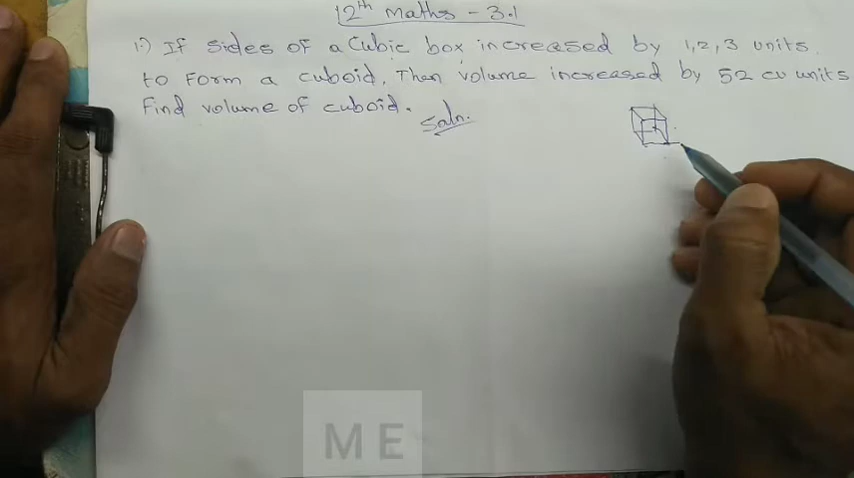 12th Maths - 3.1
1.) If sides of a cubic box increased by 1,2,3 units
to form a cuboid. Then volume increased by 52 cu units
Find volume of cuboid.
Soln.
ME